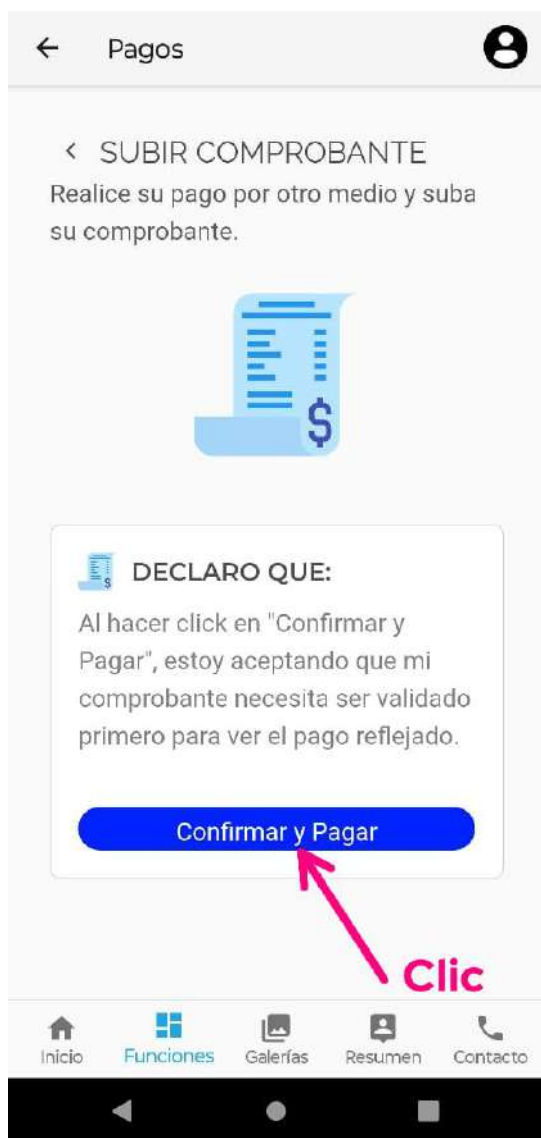 Pagos
SUBIR COMPROBANTE
Realice su pago por otro medio y suba
su comprobante.
$
$
DECLARO QUE:
Al hacer click en "Confirmar y
Pagar", estoy aceptando que mi
comprobante necesita ser validado
primero para ver el pago reflejado.
Confirmar y Pagar
Clic
Inicio Funciones Galerías Resumen Contacto